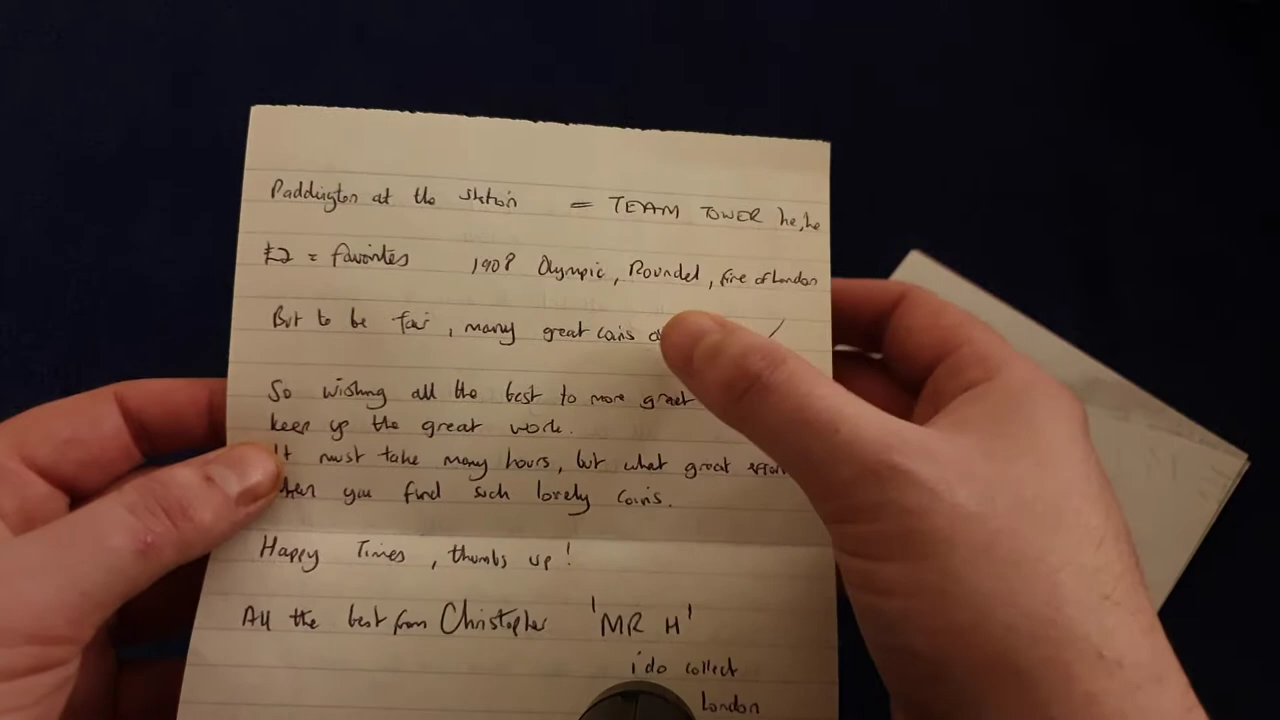 Paddington at the station = TEAM TOWER he, he
£2 = favorites 1908 Olympic, Rounded, fire of London
But to be fair, many great coins
So wishing all the best to more great
keep up the great work.
It must take many hours, but what great effort
when you find such lovely coins.
Happy Times, thumbs up!
All the best from Christopher 'MR H'
i do collect
London